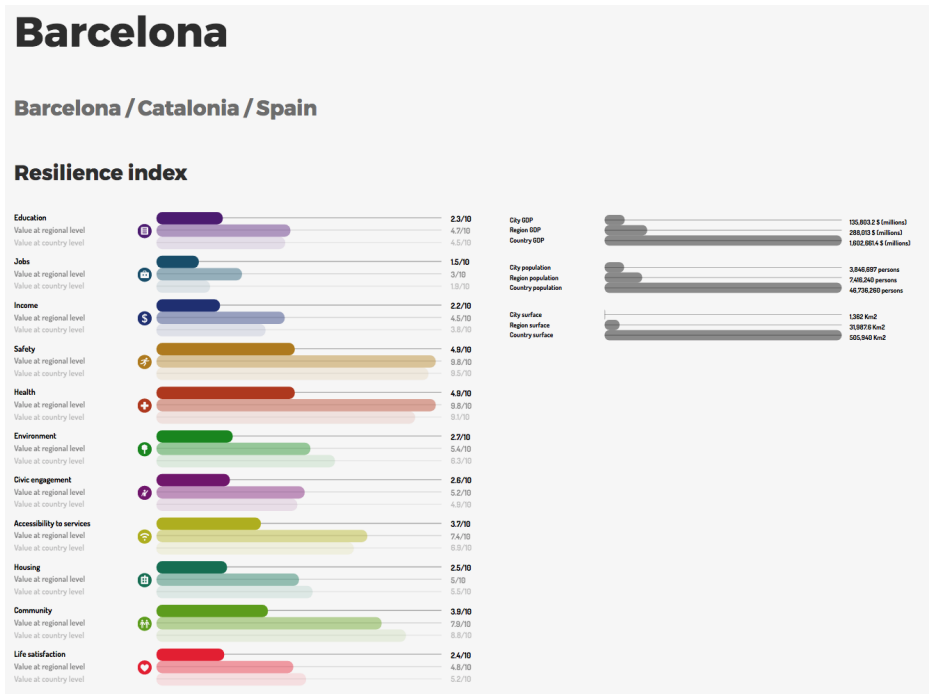 Barcelona
Barcelona / Catalonia / Spain
Resilience index
Education 2.3/10
Value at regional level 4.7/10
Value at country level 4.5/10
Jobs 1.5/10
Value at regional level 3/10
Value at country level 1.9/10
Income 2.2/10
Value at regional level 4.5/10
Value at country level 3.8/10
Safety 4.9/10
Value at regional level 9.8/10
Value at country level 9.5/10
Health 4.9/10
Value at regional level 9.8/10
Value at country level 9.1/10
Environment 2.7/10
Value at regional level 5.4/10
Value at country level 6.3/10
Civic engagement 2.6/10
Value at regional level 5.2/10
Value at country level 4.9/10
Accessibility to services 3.7/10
Value at regional level 7.4/10
Value at country level 6.9/10
Housing 2.5/10
Value at regional level 5/10
Value at country level 5.5/10
Community 3.9/10
Value at regional level 7.9/10
Value at country level 8.8/10
Life satisfaction 2.4/10
Value at regional level 4.8/10
Value at country level 5.2/10
City GDP 135,803.2 $ (millions)
Region GDP 288,013 $ (millions)
Country GDP 1,602,661.4 $ (millions)
City population 3,846,697 persons
Region population 7,416,240 persons
Country population 46,736,260 persons
City surface 1,362 Km2
Region surface 31,987.6 Km2
Country surface 505,940 Km2